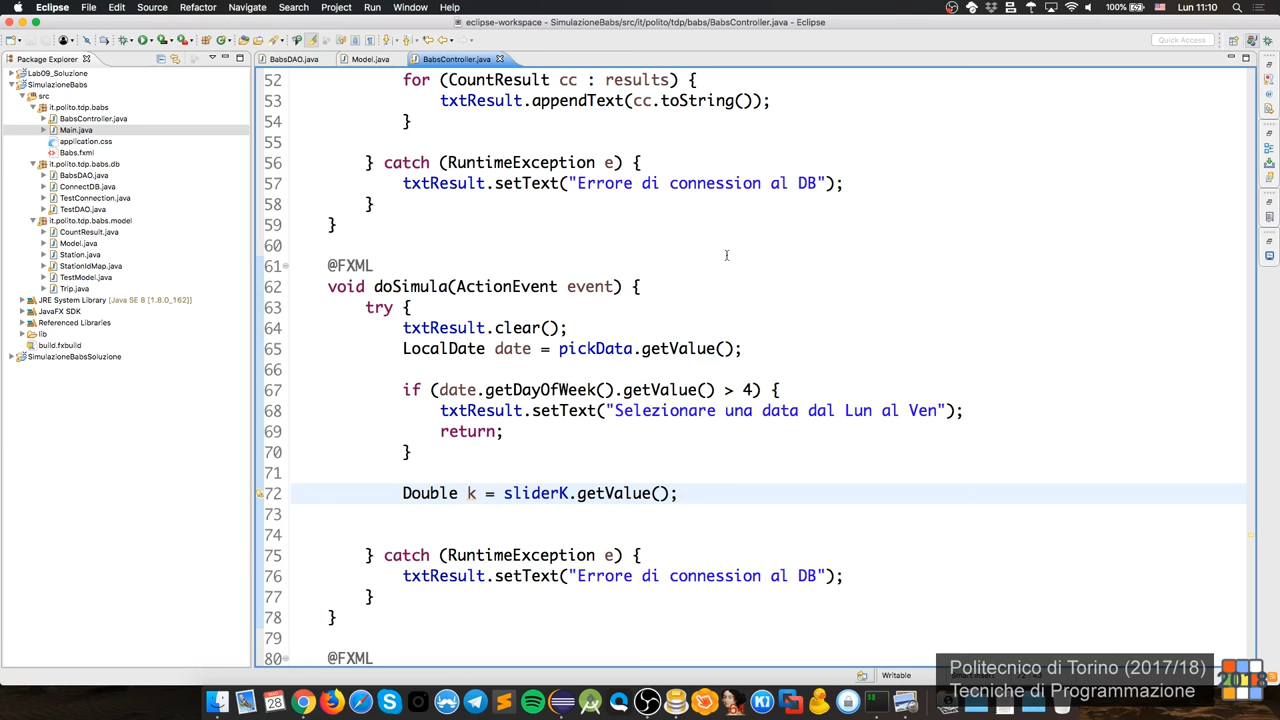 Eclipse File Edit Source Refactor Navigate Search Project Run Window Help 100% Lun 11:10
eclipse-workspace - SimulazioneBabs/src/it/polito/tdp/babs/BabsController.java - Eclipse
Quick Access
Package Explorer
BabsDAO.java Model.java BabsController.java
Lab09_Soluzione
SimulazioneBabs
src
it.polito.tdp.babs
BabsController.java
Main.java
application.css
Babs.fxml
it.polito.tdp.babs.db
BabsDAO.java
ConnectDB.java
TestConnection.java
TestDAO.java
it.polito.tdp.babs.model
CountResult.java
Model.java
Station.java
StationIdMap.java
TestModel.java
Trip.java
JRE System Library [Java SE 8 [1.8.0_162]]
JavaFX SDK
Referenced Libraries
lib
build.fxbuild
SimulazioneBabsSoluzione
52 for (CountResult cc : results) {
53 txtResult.appendText(cc.toString());
54 }
55
56 } catch (RuntimeException e) {
57 txtResult.setText("Errore di connession al DB");
58 }
59 }
60
61 @FXML
62 void doSimula(ActionEvent event) {
63 try {
64 txtResult.clear();
65 LocalDate date = pickData.getValue();
66
67 if (date.getDayOfWeek().getValue() > 4) {
68 txtResult.setText("Selezionare una data dal Lun al Ven");
69 return;
70 }
71
72 Double k = sliderK.getValue();
73
74
75 } catch (RuntimeException e) {
76 txtResult.setText("Errore di connession al DB");
77 }
78 }
79
80 @FXML
Writable
Politecnico di Torino (2017/18)
Tecniche di Programmazione
2018